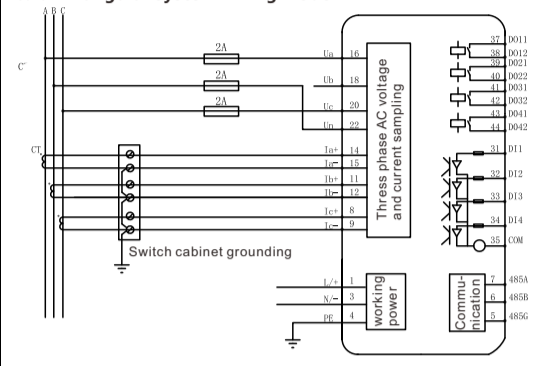 A B C
C'
2A
2A
2A
Ua 16
Ub 18
Uc 20
Un 22
CT
Ia+ 14
Ia- 15
Ib+ 11
Ib- 12
Ic+ 8
Ic- 9
Switch cabinet grounding
Thress phase AC voltage
and current sampling
L/+ 1
N/- 3
PE 4
working
power
Commu-
nication
37 DO11
38 DO12
39 DO21
40 DO22
41 DO31
42 DO32
43 DO41
44 DO42
31 DI1
32 DI2
33 DI3
34 DI4
35 COM
7 485A
6 485B
5 485G